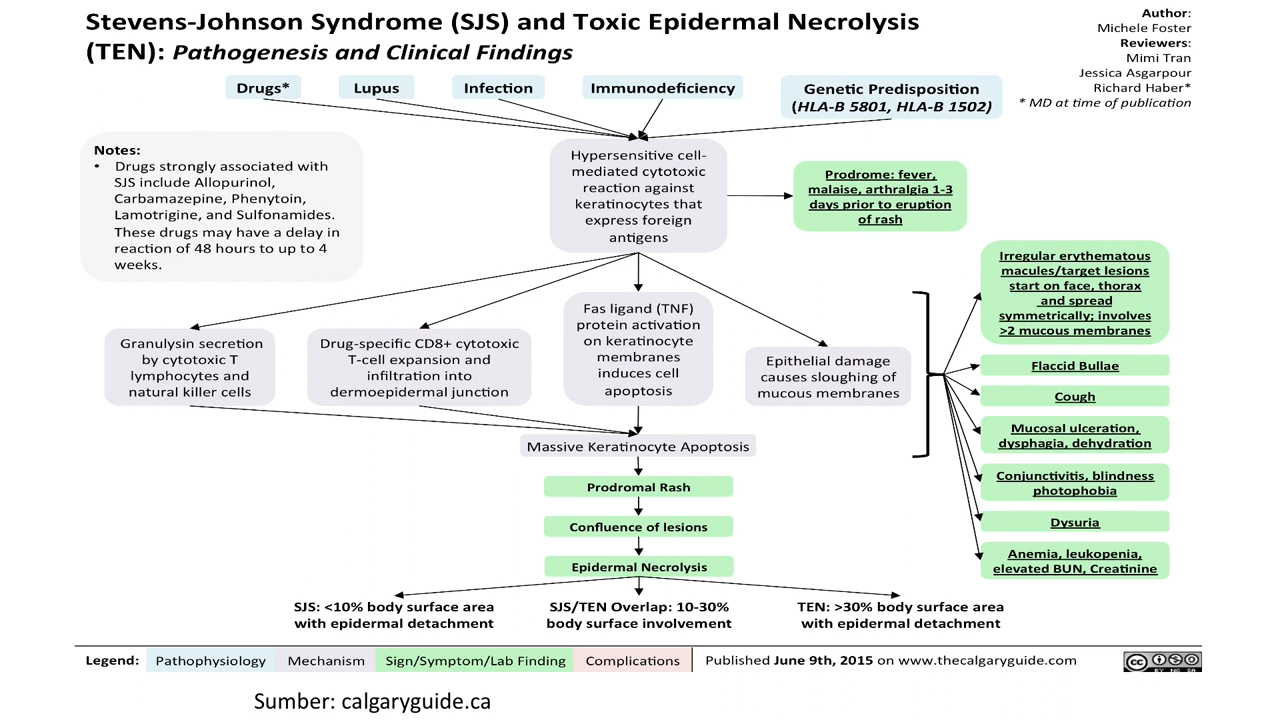 Stevens-Johnson Syndrome (SJS) and Toxic Epidermal Necrolysis
(TEN): Pathogenesis and Clinical Findings
Author:
Michele Foster
Reviewers:
Mimi Tran
Jessica Asgarpour
Richard Haber*
* MD at time of publication
Drugs*
Lupus
Infection
Immunodeficiency
Genetic Predisposition
(HLA-B 5801, HLA-B 1502)
Notes:
• Drugs strongly associated with
SJS include Allopurinol,
Carbamazepine, Phenytoin,
Lamotrigine, and Sulfonamides.
These drugs may have a delay in
reaction of 48 hours to up to 4
weeks.
Hypersensitive cell-
mediated cytotoxic
reaction against
keratinocytes that
express foreign
antigens
Prodrome: fever,
malaise, arthralgia 1-3
days prior to eruption
of rash
Granulysin secretion
by cytotoxic T
lymphocytes and
natural killer cells
Drug-specific CD8+ cytotoxic
T-cell expansion and
infiltration into
dermoepidermal junction
Fas ligand (TNF)
protein activation
on keratinocyte
membranes
induces cell
apoptosis
Epithelial damage
causes sloughing of
mucous membranes
Irregular erythematous
macules/target lesions
start on face, thorax
and spread
symmetrically; involves
>2 mucous membranes
Flaccid Bullae
Cough
Mucosal ulceration,
dysphagia, dehydration
Conjunctivitis, blindness
photophobia
Dysuria
Anemia, leukopenia,
elevated BUN, Creatinine
Massive Keratinocyte Apoptosis
Prodromal Rash
Confluence of lesions
Epidermal Necrolysis
SJS: <10% body surface area
with epidermal detachment
SJS/TEN Overlap: 10-30%
body surface involvement
TEN: >30% body surface area
with epidermal detachment
Legend: Pathophysiology Mechanism Sign/Symptom/Lab Finding Complications Published June 9th, 2015 on www.thecalgaryguide.com
cc BY NC SA
Sumber: calgaryguide.ca